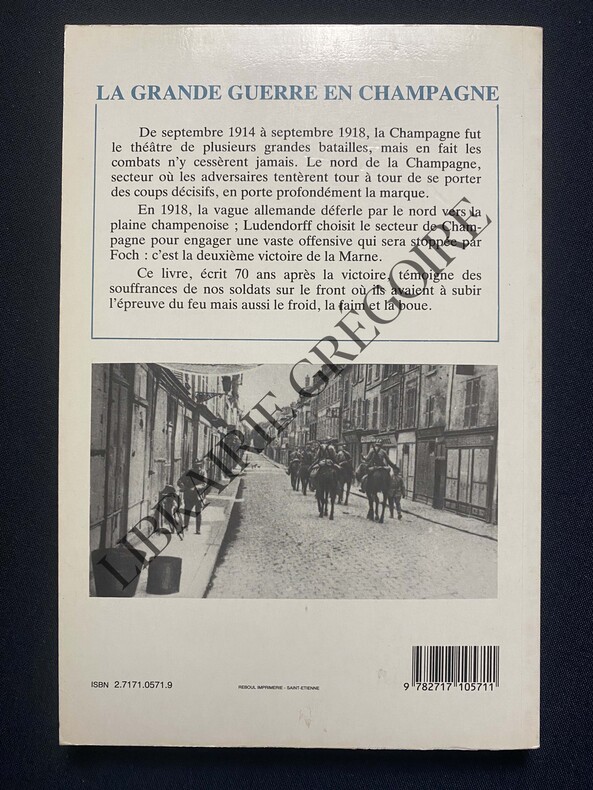 LA GRANDE GUERRE EN CHAMPAGNE
De septembre 1914 à septembre 1918, la Champagne fut
le théâtre de plusieurs grandes batailles, mais en fait les
combats n'y cessèrent jamais. Le nord de la Champagne,
secteur où les adversaires tentèrent tour à tour de se porter
des coups décisifs, en porte profondément la marque.
En 1918, la vague allemande déferle par le nord vers la
plaine champenoise ; Ludendorff choisit le secteur de Cham-
pagne pour engager une vaste offensive qui sera stoppée par
Foch : c'est la deuxième victoire de la Marne.
Ce livre, écrit 70 ans après la victoire, témoigne des
souffrances de nos soldats sur le front où ils avaient à subir
l'épreuve du feu mais aussi le froid, la faim et la boue.
LIBRAIRIE GREGOIRE
ISBN 2.7171.0571.9
REBOUL IMPRIMERIE - SAINT-ETIENNE
9 782717 105711